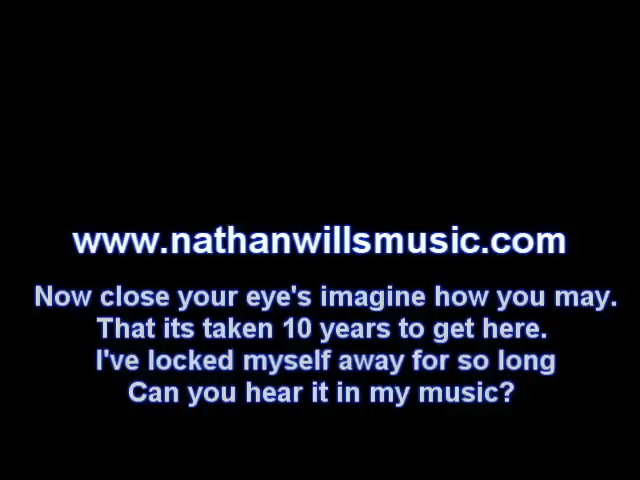 www.nathanwillsmusic.com
Now close your eye's imagine how you may.
That its taken 10 years to get here.
I've locked myself away for so long
Can you hear it in my music?